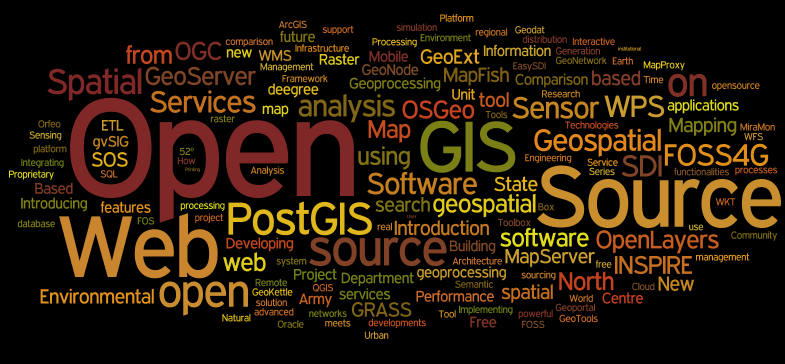 Platform
ArcGIS support simulation regional Geodat
comparison future Processing Environment distribution Interactive
from OGC new Infrastructure Mobile GeoExt Information Generation institutional
WMS Raster GeoNode EasySDI GeoNetwork Earth MapProxy
Spatial GeoServer Management Framework Geoprocessing MapFish Comparison based Time on opensource
deegree Unit Research
Services map analysis OSGeo tool Sensor WPS applications
raster Tools
Orfeo ETL Map Technologies Mapping MiraMon
Sensing gvSIG Open GIS Geospatial WFS
platform SOS 52° using Engineering Service SDI FOSS4G
Integrating How Series
Proprietary SQL Analysis Software State functionalities processes
Based Printing Source
Introducing features processing PostGIS search geospatial Box WKT
database FOS project real User Introduction Toolbox use
Web Developing source Building software OpenLayers Community
web system Architecture MapServer free INSPIRE management
Remote Project Department geoprocessing sourcing
Environmental open GeoKettle QGIS services Semantic spatial North Cloud New
solution Army Performance World Centre
advanced GRASS Tool Implementing powerful Geoportal
Natural Oracle networks meets developments Free FOSS GeoTools
Urban